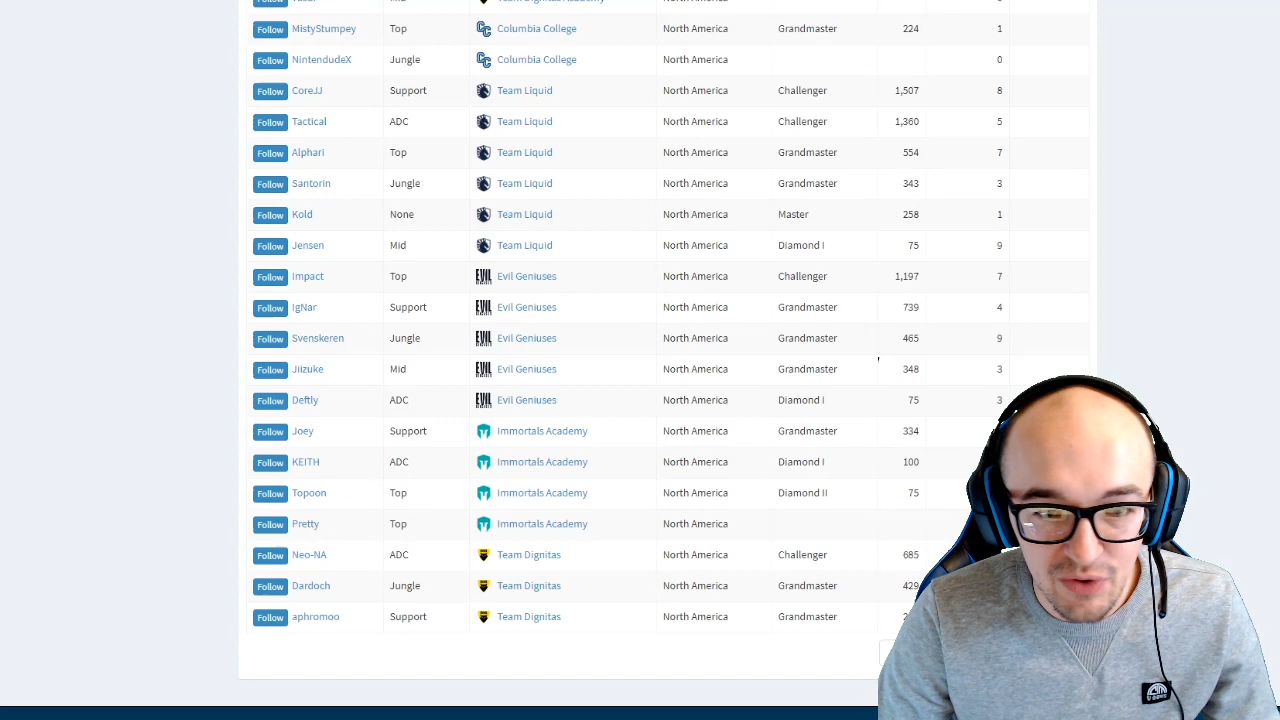 Follow MistyStumpey Top Columbia College North America Grandmaster 224 1
Follow NintendudeX Jungle Columbia College North America 0
Follow CoreJJ Support Team Liquid North America Challenger 1,507 8
Follow Tactical ADC Team Liquid North America Challenger 1,360 5
Follow Alphari Top Team Liquid North America Grandmaster 554 7
Follow Santorin Jungle Team Liquid North America Grandmaster 343 3
Follow Kold None Team Liquid North America Master 258 1
Follow Jensen Mid Team Liquid North America Diamond I 75 9
Follow Impact Top EVIL Evil Geniuses North America Challenger 1,197 7
Follow IgNar Support EVIL Evil Geniuses North America Grandmaster 739 4
Follow Svenskeren Jungle EVIL Evil Geniuses North America Grandmaster 465 9
Follow Jiizuke Mid EVIL Evil Geniuses North America Grandmaster 348 3
Follow Deftly ADC EVIL Evil Geniuses North America Diamond I 75 3
Follow Joey Support Immortals Academy North America Grandmaster 334
Follow KEITH ADC Immortals Academy North America Diamond I 100
Follow Topoon Top Immortals Academy North America Diamond II 75
Follow Pretty Top Immortals Academy North America
Follow Neo-NA ADC Team Dignitas North America Challenger 685
Follow Dardoch Jungle Team Dignitas North America Grandmaster 429
Follow aphromoo Support Team Dignitas North America Grandmaster